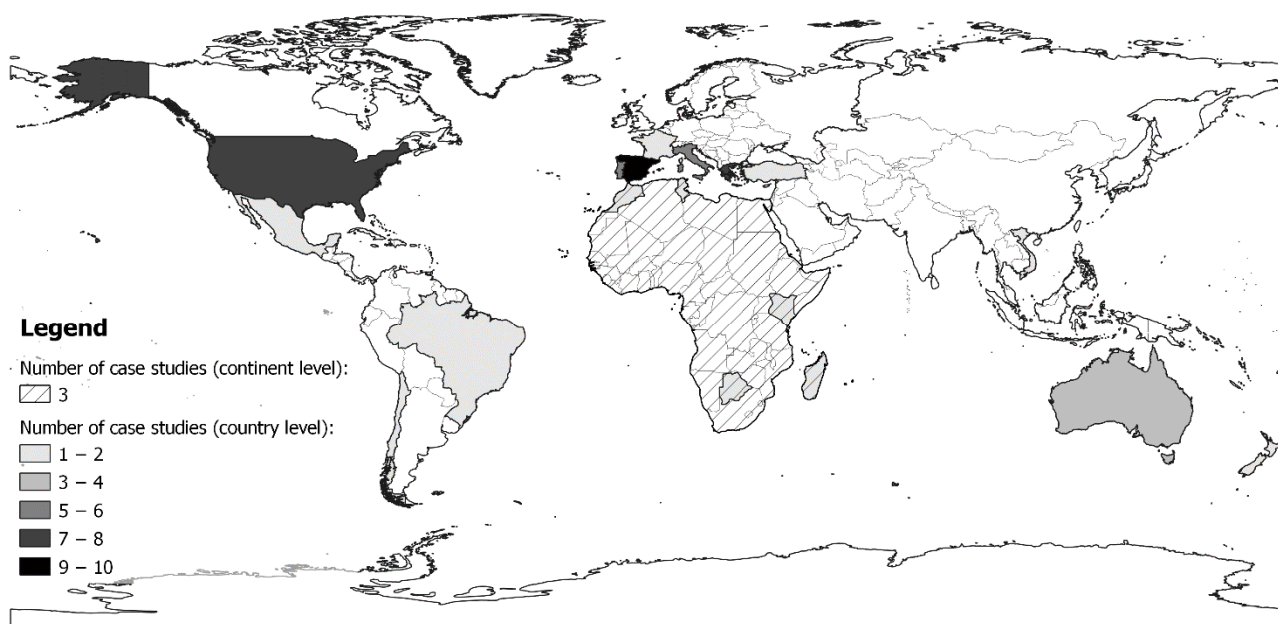 Legend
Number of case studies (continent level):
3
Number of case studies (country level):
1 – 2
3 – 4
5 – 6
7 – 8
9 – 10